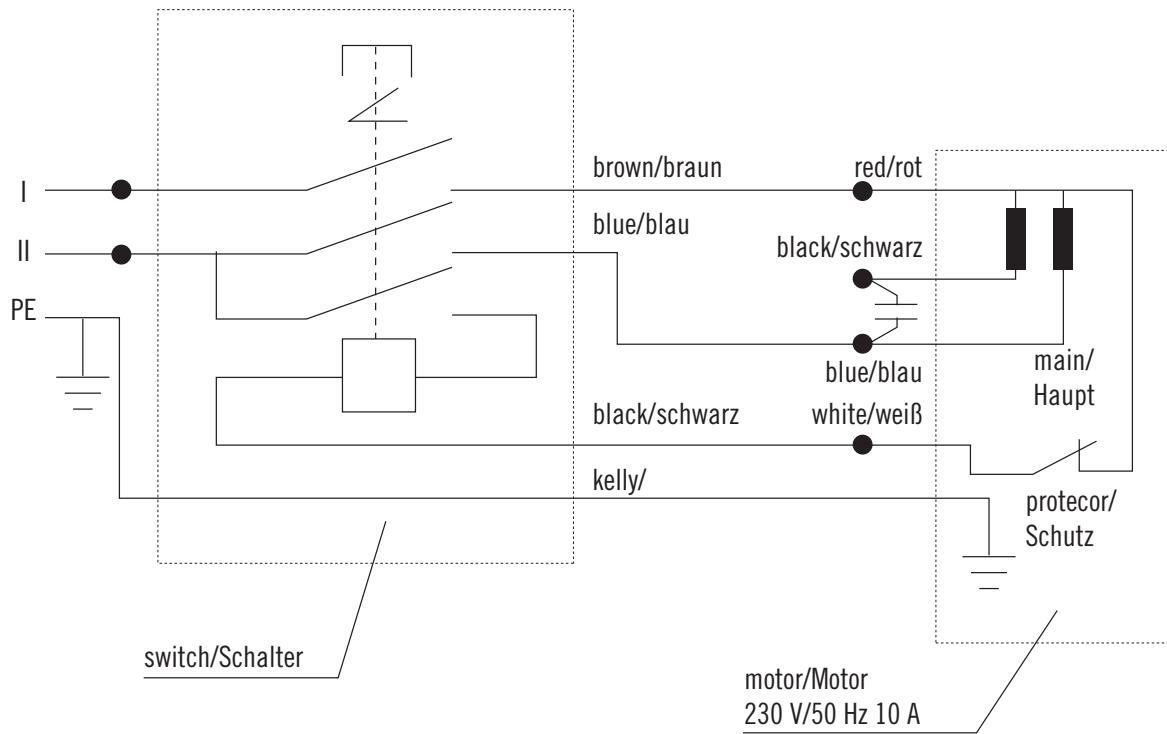 I
II
PE
brown/braun
red/rot
blue/blau
black/schwarz
blue/blau
main/
Haupt
black/schwarz
white/weiß
kelly/
protecor/
Schutz
switch/Schalter
motor/Motor
230 V/50 Hz 10 A